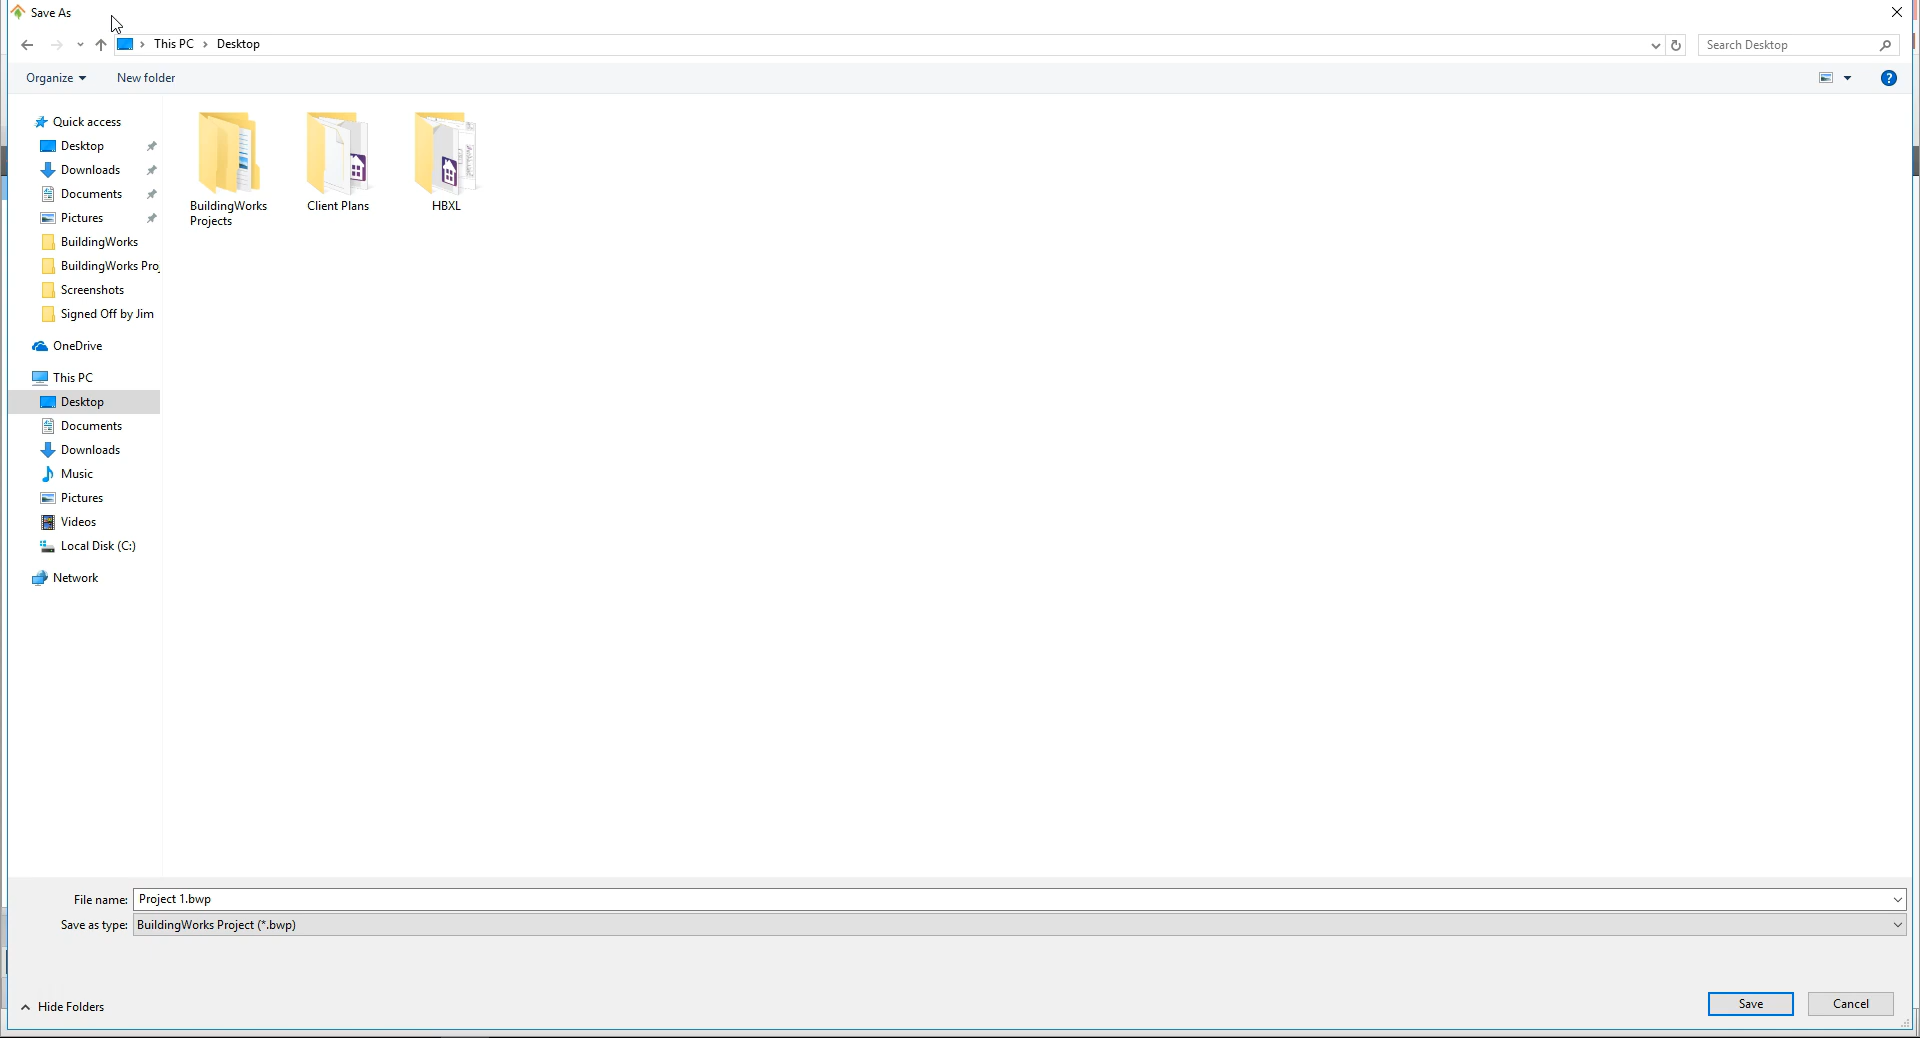 Save As
This PC > Desktop
Search Desktop
Organize
New folder
Quick access
Desktop
Downloads
Documents
Pictures
BuildingWorks
BuildingWorks Proj
Screenshots
Signed Off by Jim
OneDrive
This PC
Desktop
Documents
Downloads
Music
Pictures
Videos
Local Disk (C:)
Network
BuildingWorks
Projects
Client Plans
HBXL
File name: Project 1.bwp
Save as type: BuildingWorks Project (*.bwp)
Hide Folders
Save
Cancel